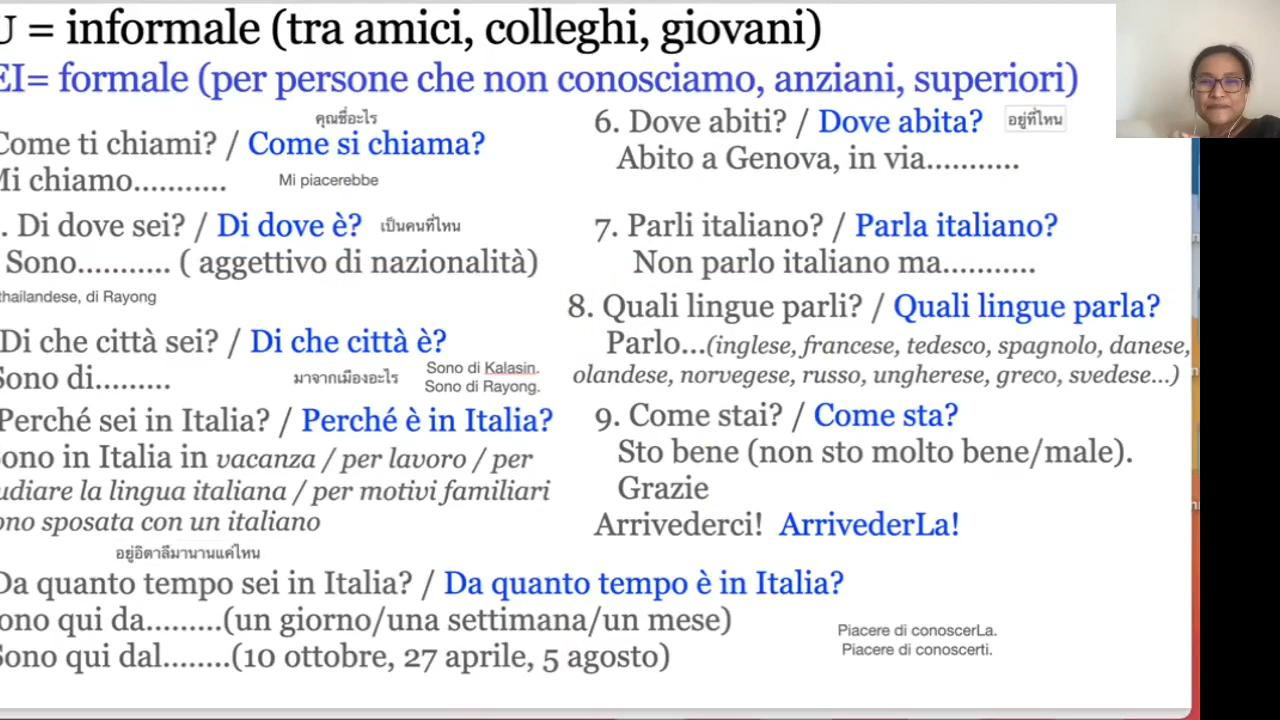 U = informale (tra amici, colleghi, giovani)
EI= formale (per persone che non conosciamo, anziani, superiori)
คุณชื่อะไร
Come ti chiami? / Come si chiama?
Mi chiamo...........
Mi piacerebbe
. Di dove sei? / Di dove è?
เป็นคนที่ไหน
Sono........... ( aggettivo di nazionalità)
thailandese, di Rayong
Di che città sei? / Di che città è?
Sono di.........
มาจากเมืองอะไร
Sono di Kalasin.
Sono di Rayong.
Perché sei in Italia? / Perché è in Italia?
ono in Italia in vacanza / per lavoro / per
udiare la lingua italiana / per motivi familiari
ono sposata con un italiano
อยู่อิตาลีมานานแค่ไหน
Da quanto tempo sei in Italia? / Da quanto tempo è in Italia?
ono qui da.........(un giorno/una settimana/un mese)
Sono qui dal........(10 ottobre, 27 aprile, 5 agosto)
6. Dove abiti? / Dove abita?
อยู่ที่ไหน
Abito a Genova, in via...........
7. Parli italiano? / Parla italiano?
Non parlo italiano ma...........
8. Quali lingue parli? / Quali lingue parla?
Parlo...(inglese, francese, tedesco, spagnolo, danese,
olandese, norvegese, russo, ungherese, greco, svedese...)
9. Come stai? / Come sta?
Sto bene (non sto molto bene/male).
Grazie
Arrivederci! ArrivederLa!
Piacere di conoscerLa.
Piacere di conoscerti.